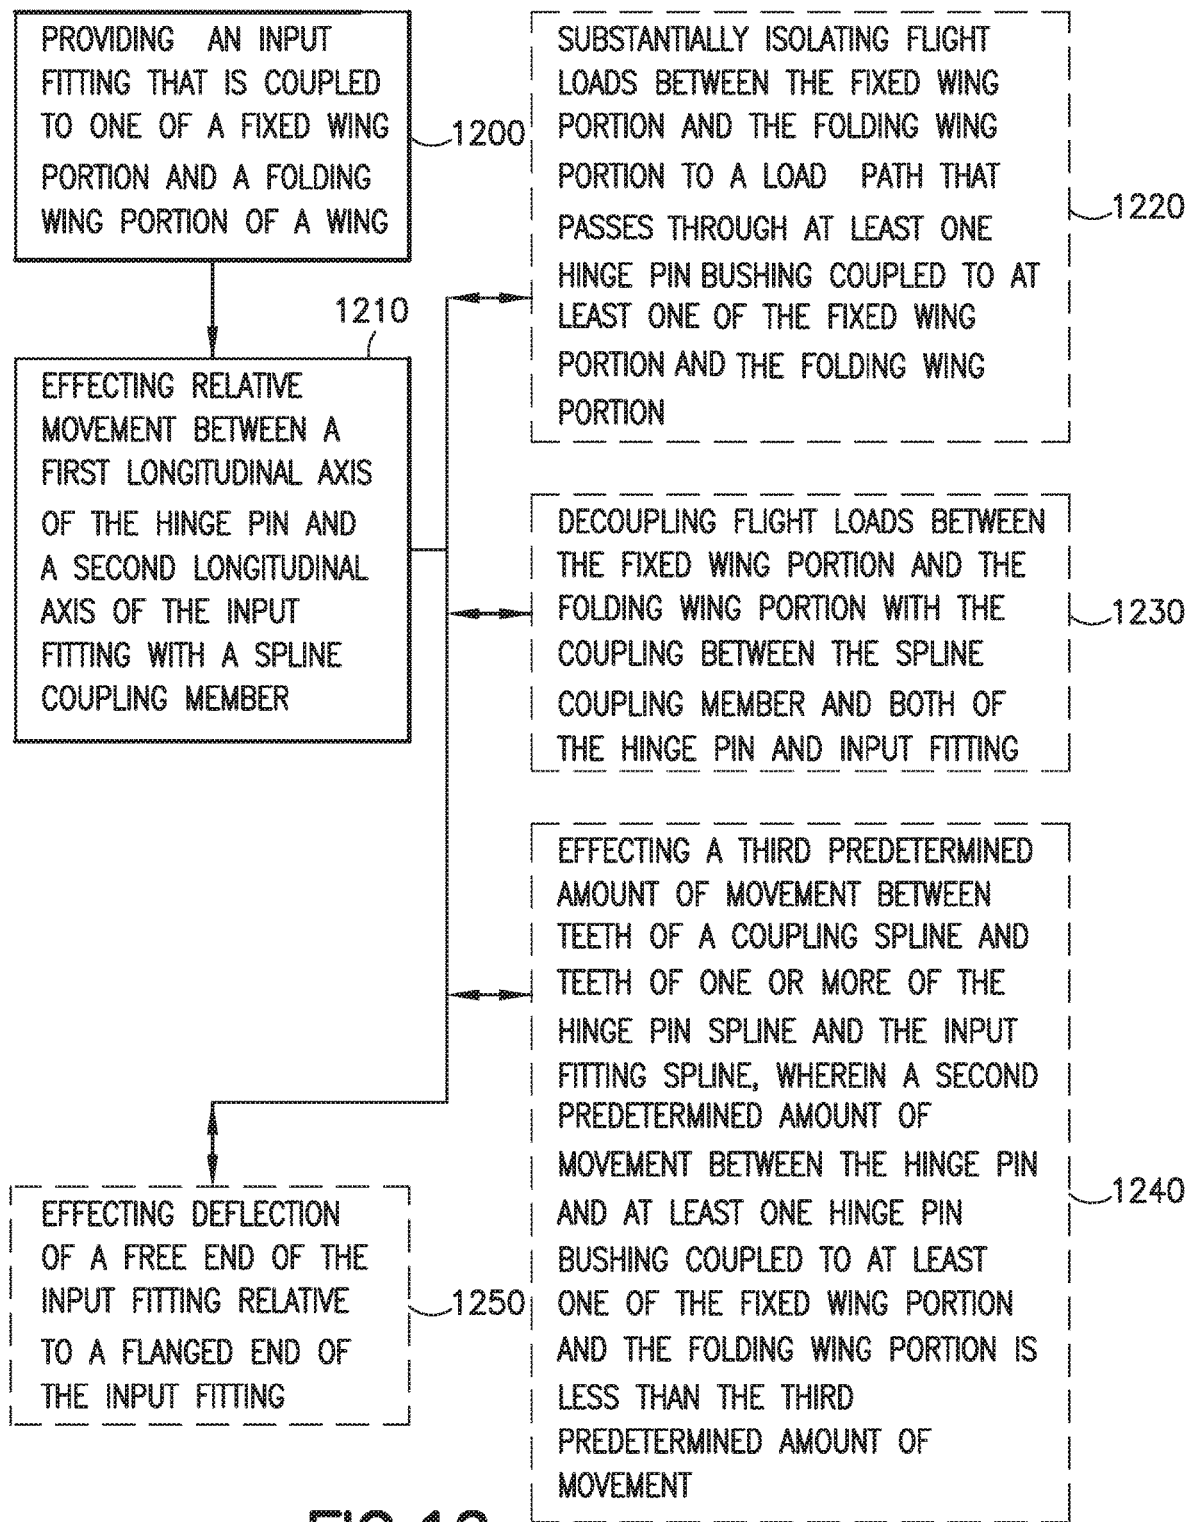 PROVIDING AN INPUT
FITTING THAT IS COUPLED
TO ONE OF A FIXED WING
PORTION AND A FOLDING
WING PORTION OF A WING
1200
1210
EFFECTING RELATIVE
MOVEMENT BETWEEN A
FIRST LONGITUDINAL AXIS
OF THE HINGE PIN AND
A SECOND LONGITUDINAL
AXIS OF THE INPUT
FITTING WITH A SPLINE
COUPLING MEMBER
SUBSTANTIALLY ISOLATING FLIGHT
LOADS BETWEEN THE FIXED WING
PORTION AND THE FOLDING WING
PORTION TO A LOAD PATH THAT
PASSES THROUGH AT LEAST ONE
HINGE PIN BUSHING COUPLED TO AT
LEAST ONE OF THE FIXED WING
PORTION AND THE FOLDING WING
PORTION
1220
DECOUPLING FLIGHT LOADS BETWEEN
THE FIXED WING PORTION AND THE
FOLDING WING PORTION WITH THE
COUPLING BETWEEN THE SPLINE
COUPLING MEMBER AND BOTH OF
THE HINGE PIN AND INPUT FITTING
1230
EFFECTING A THIRD PREDETERMINED
AMOUNT OF MOVEMENT BETWEEN
TEETH OF A COUPLING SPLINE AND
TEETH OF ONE OR MORE OF THE
HINGE PIN SPLINE AND THE INPUT
FITTING SPLINE, WHEREIN A SECOND
PREDETERMINED AMOUNT OF
MOVEMENT BETWEEN THE HINGE PIN
AND AT LEAST ONE HINGE PIN
BUSHING COUPLED TO AT LEAST
ONE OF THE FIXED WING PORTION
AND THE FOLDING WING PORTION IS
LESS THAN THE THIRD
PREDETERMINED AMOUNT OF
MOVEMENT
1240
EFFECTING DEFLECTION
OF A FREE END OF THE
INPUT FITTING RELATIVE
TO A FLANGED END OF
THE INPUT FITTING
1250